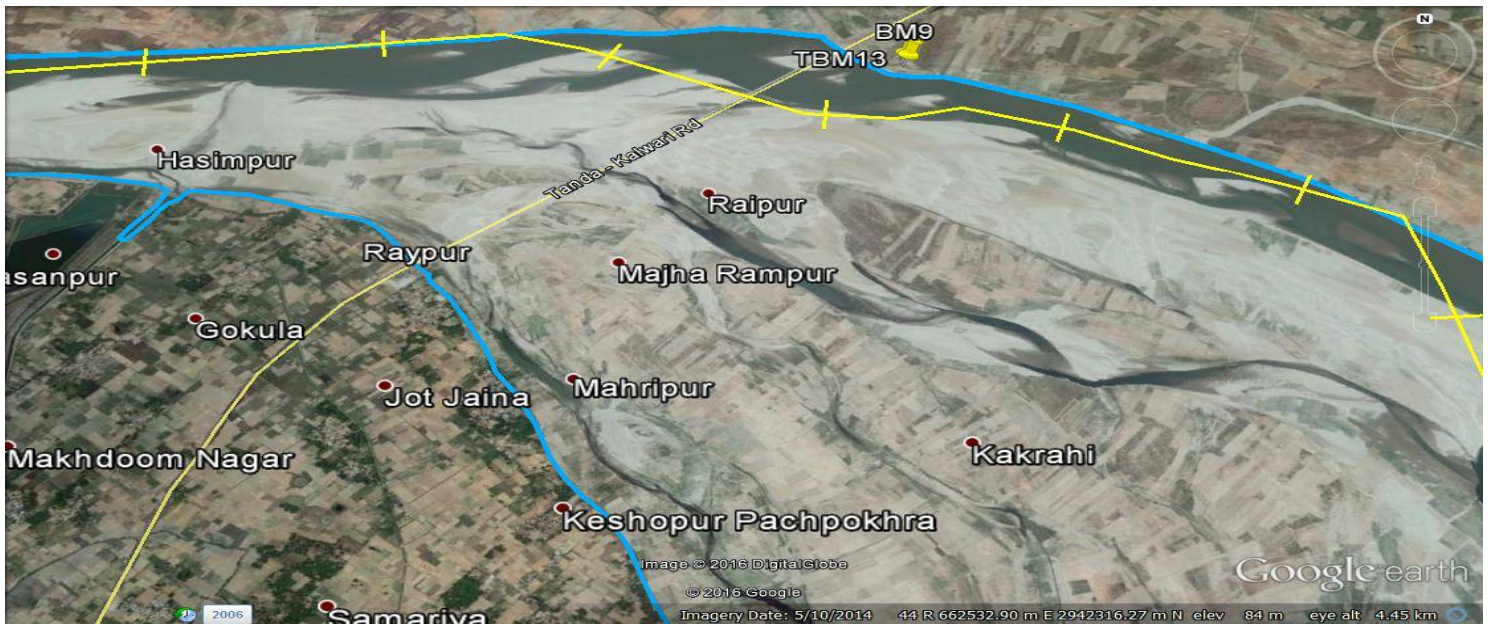 N
BM9
TBM13
Tanda - Kalwari Rd
Hasimpur
Raipur
Raypur
Majha Rampur
asanpur
Gokula
Mahripur
Jot Jaina
Kakrahi
Makhdoom Nagar
Keshopur Pachpokhra
Image © 2016 DigitalGlobe
© 2016 Google
Google earth
2006
Samariya
Imagery Date: 5/10/2014 44 R 662532.90 m E 2942316.27 m N elev 84 m eye alt 4.45 km